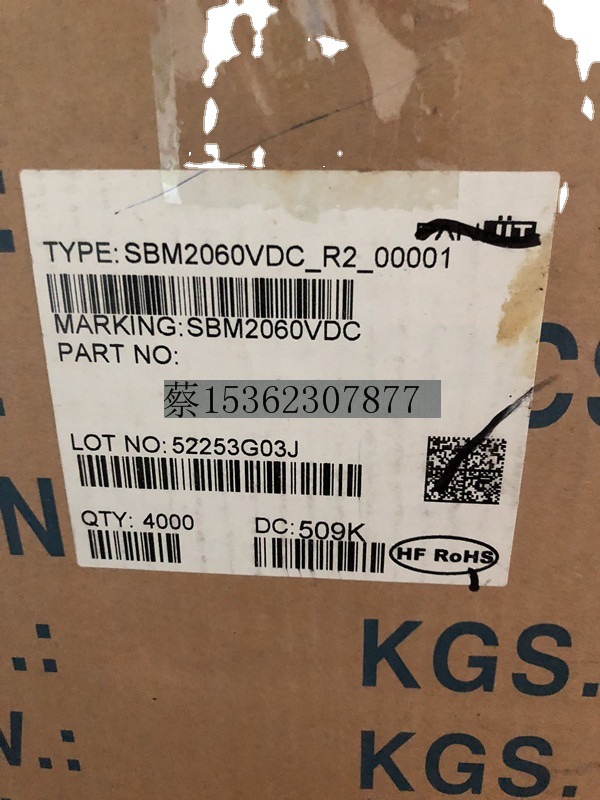 TYPE: SBM2060VDC_R2_00001
MARKING: SBM2060VDC
PART NO:
蔡15362307877
LOT NO: 52253G03J
QTY: 4000
DC: 509K
HF RoHS
CS
N
KGS.
.:
N.:
KGS.